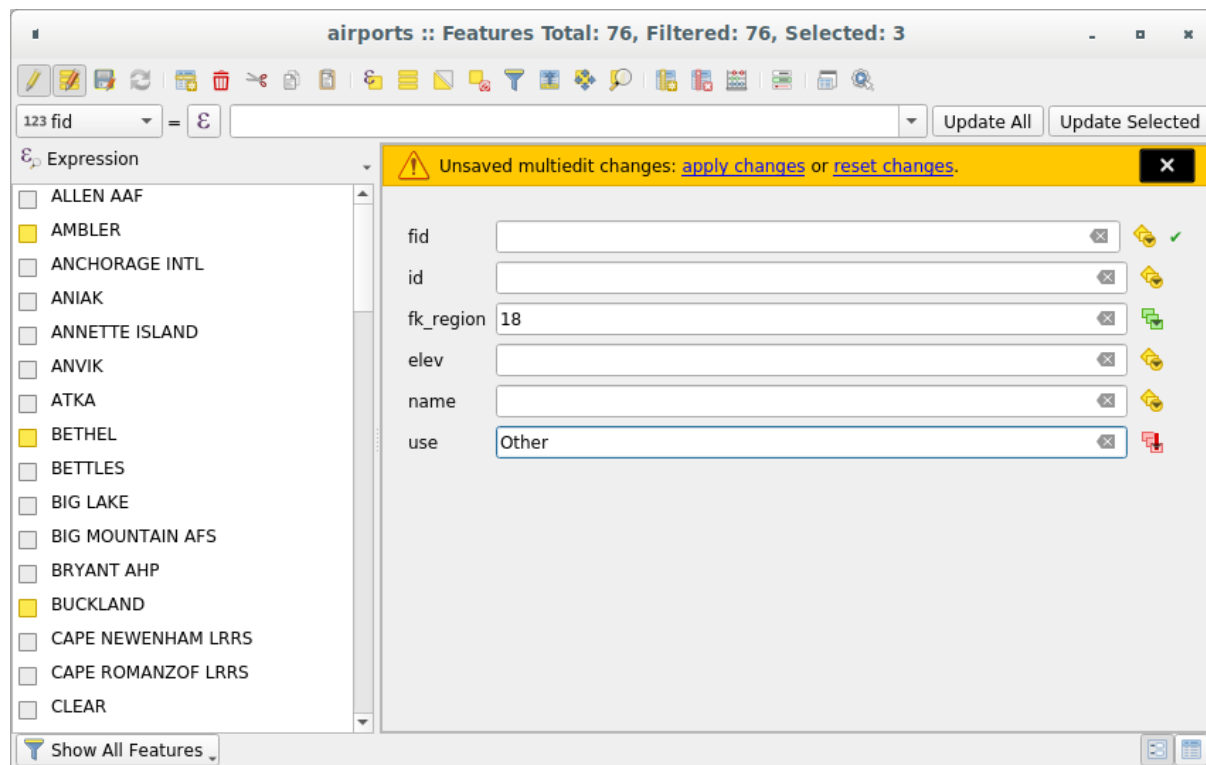 airports :: Features Total: 76, Filtered: 76, Selected: 3
123 fid = ε Update All Update Selected
Expression
Unsaved multiedit changes: apply changes or reset changes.
ALLEN AAF
AMBLER
ANCHORAGE INTL
ANIAK
ANNETTE ISLAND
ANVIK
ATKA
BETHEL
BETTLES
BIG LAKE
BIG MOUNTAIN AFS
BRYANT AHP
BUCKLAND
CAPE NEWENHAM LRRS
CAPE ROMANZOF LRRS
CLEAR
fid
id
fk_region 18
elev
name
use Other
Show All Features